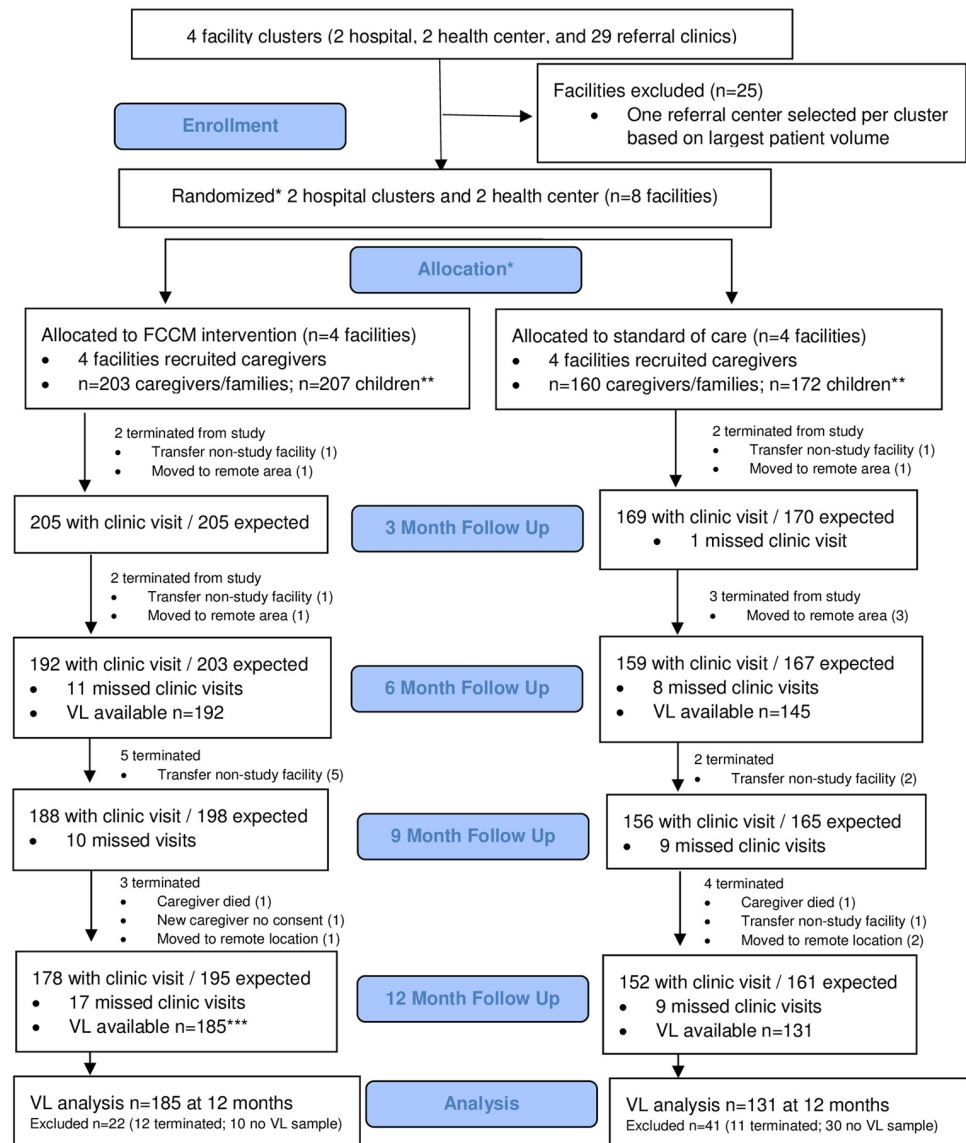 4 facility clusters (2 hospital, 2 health center, and 29 referral clinics)
Facilities excluded (n=25)
• One referral center selected per cluster
based on largest patient volume
Enrollment
Randomized* 2 hospital clusters and 2 health center (n=8 facilities)
Allocation*
Allocated to FCCM intervention (n=4 facilities)
• 4 facilities recruited caregivers
• n=203 caregivers/families; n=207 children**
Allocated to standard of care (n=4 facilities)
• 4 facilities recruited caregivers
• n=160 caregivers/families; n=172 children**
2 terminated from study
• Transfer non-study facility (1)
• Moved to remote area (1)
2 terminated from study
• Transfer non-study facility (1)
• Moved to remote area (1)
205 with clinic visit / 205 expected
3 Month Follow Up
169 with clinic visit / 170 expected
• 1 missed clinic visit
2 terminated from study
• Transfer non-study facility (1)
• Moved to remote area (1)
3 terminated from study
• Moved to remote area (3)
192 with clinic visit / 203 expected
• 11 missed clinic visits
• VL available n=192
6 Month Follow Up
159 with clinic visit / 167 expected
• 8 missed clinic visits
• VL available n=145
5 terminated
• Transfer non-study facility (5)
2 terminated
• Transfer non-study facility (2)
188 with clinic visit / 198 expected
• 10 missed visits
9 Month Follow Up
156 with clinic visit / 165 expected
• 9 missed clinic visits
3 terminated
• Caregiver died (1)
• New caregiver no consent (1)
• Moved to remote location (1)
4 terminated
• Caregiver died (1)
• Transfer non-study facility (1)
• Moved to remote location (2)
178 with clinic visit / 195 expected
• 17 missed clinic visits
• VL available n=185***
12 Month Follow Up
152 with clinic visit / 161 expected
• 9 missed clinic visits
• VL available n=131
VL analysis n=185 at 12 months
Excluded n=22 (12 terminated; 10 no VL sample)
Analysis
VL analysis n=131 at 12 months
Excluded n=41 (11 terminated; 30 no VL sample)